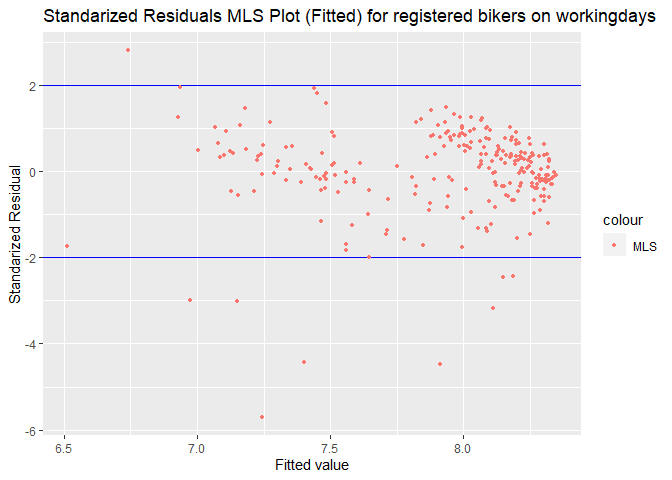 Standarized Residuals MLS Plot (Fitted) for registered bikers on workingdays
2
0
-2
-4
-6
Standarized Residual
6.5 7.0 7.5 8.0
Fitted value
colour
MLS